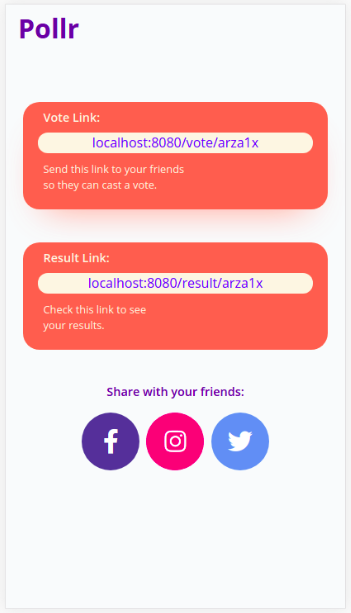 Pollr
Vote Link:
localhost:8080/vote/arza1x
Send this link to your friends
so they can cast a vote.
Result Link:
localhost:8080/result/arza1x
Check this link to see
your results.
Share with your friends: